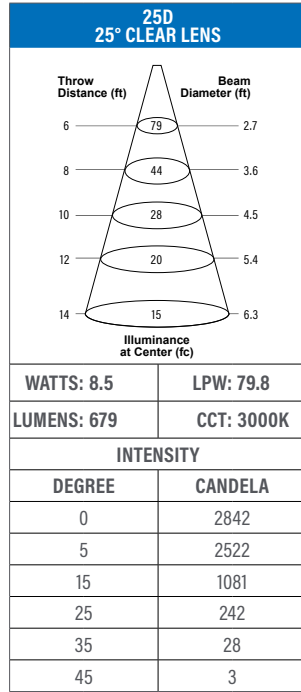 25D
25° CLEAR LENS
Throw Beam
Distance (ft) Diameter (ft)
6 79 2.7
8 44 3.6
10 28 4.5
12 20 5.4
14 15 6.3
Illuminance
at Center (fc)
WATTS: 8.5 LPW: 79.8
LUMENS: 679 CCT: 3000K
INTENSITY
DEGREE CANDELA
0 2842
5 2522
15 1081
25 242
35 28
45 3